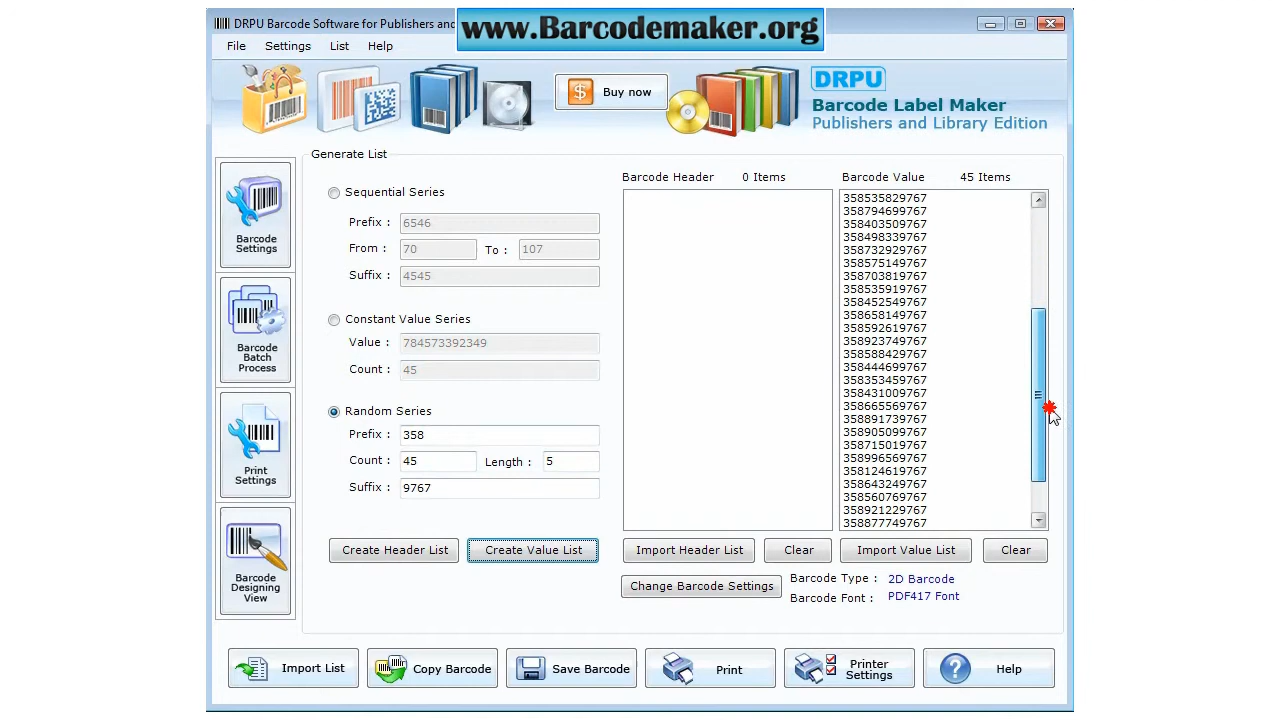 DRPU Barcode Software for Publishers and
www.Barcodemaker.org
File Settings List Help
Buy now
DRPU
Barcode Label Maker
Publishers and Library Edition
Barcode Settings
Barcode Batch Process
Print Settings
Barcode Designing View
Generate List
Sequential Series
Prefix : 6546
From : 70 To : 107
Suffix : 4545
Constant Value Series
Value : 784573392349
Count : 45
Random Series
Prefix : 358
Count : 45 Length : 5
Suffix : 9767
Create Header List Create Value List
Barcode Header 0 Items
Barcode Value 45 Items
358535829767
358794699767
358403509767
358498339767
358732929767
358575149767
358703819767
358535919767
358452549767
358658149767
358592619767
358923749767
358588429767
358444699767
358353459767
358431009767
358665569767
358891739767
358905099767
358715019767
358996569767
358124619767
358643249767
358560769767
358921229767
358877749767
Import Header List Clear Import Value List Clear
Change Barcode Settings
Barcode Type : 2D Barcode
Barcode Font : PDF417 Font
Import List Copy Barcode Save Barcode Print Printer Settings Help